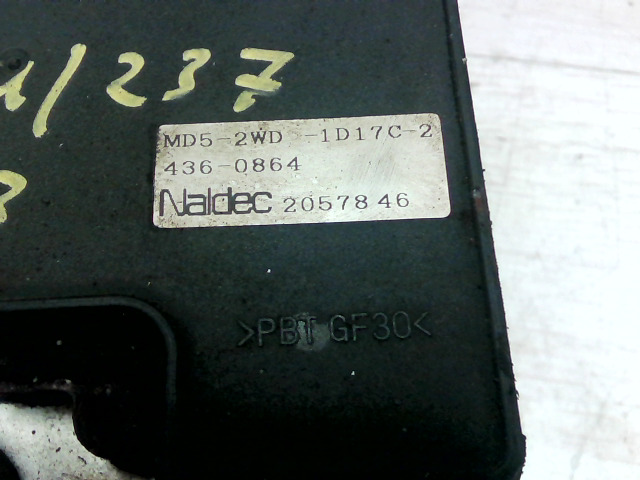 /237
MD5-2WD -1D17C-2
436-0864
Naldec 2057846
>PBT GF30<